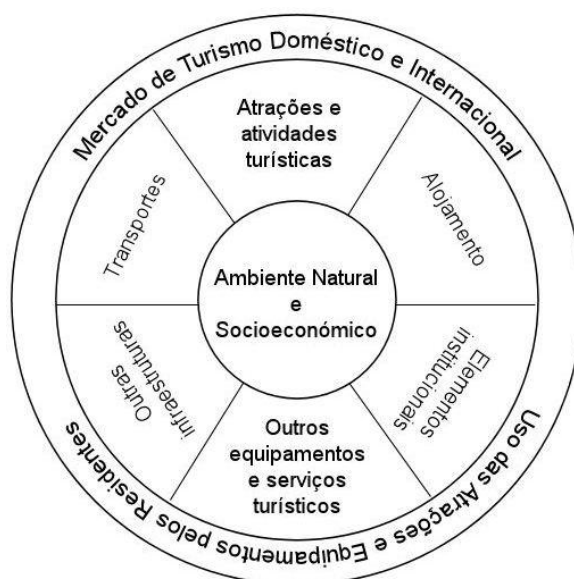 Mercado de Turismo Doméstico e Internacional
Atrações e
atividades
turísticas
Transportes
Alojamento
Ambiente Natural
e
Socioeconómico
Outras
infraestruturas
Elementos
institucionais
Outros
equipamentos
e serviços
turísticos
Uso das Atrações e Equipamentos pelos Residentes